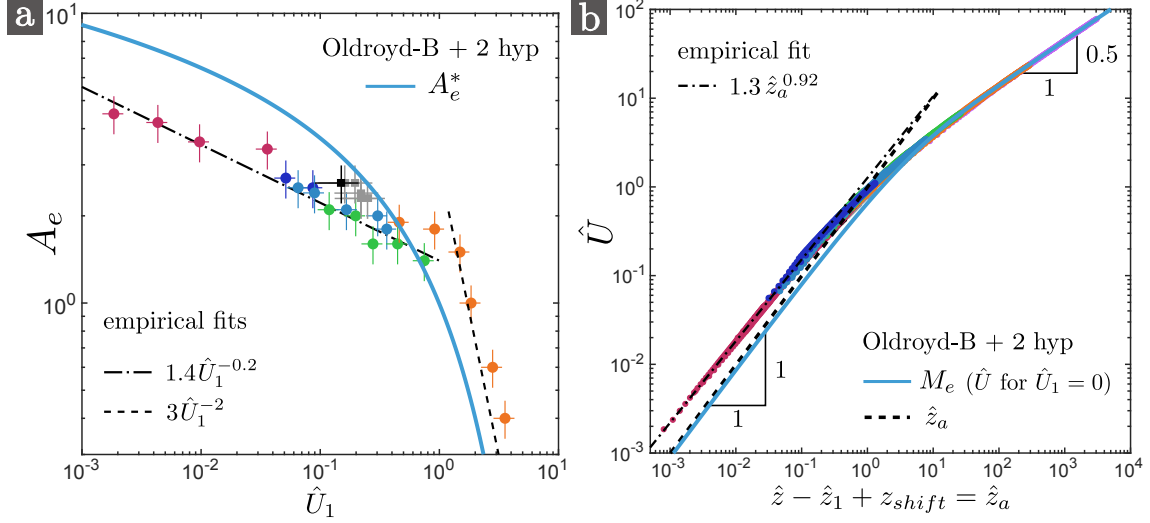 a
10^1
10^0
A_e
Oldroyd-B + 2 hyp
A_e^*
empirical fits
1.4Û_1^{-0.2}
3Û_1^{-2}
10^{-3}
10^{-2}
10^{-1}
10^0
10^1
Û_1
b
10^2
10^1
10^0
10^{-1}
10^{-2}
10^{-3}
Û
empirical fit
1.3 ẑ_a^{0.92}
0.5
1
1
1
Oldroyd-B + 2 hyp
M_e (Û for Û_1 = 0)
ẑ_a
10^{-3}
10^{-2}
10^{-1}
10^0
10^1
10^2
10^3
10^4
ẑ − ẑ_1 + z_{shift} = ẑ_a